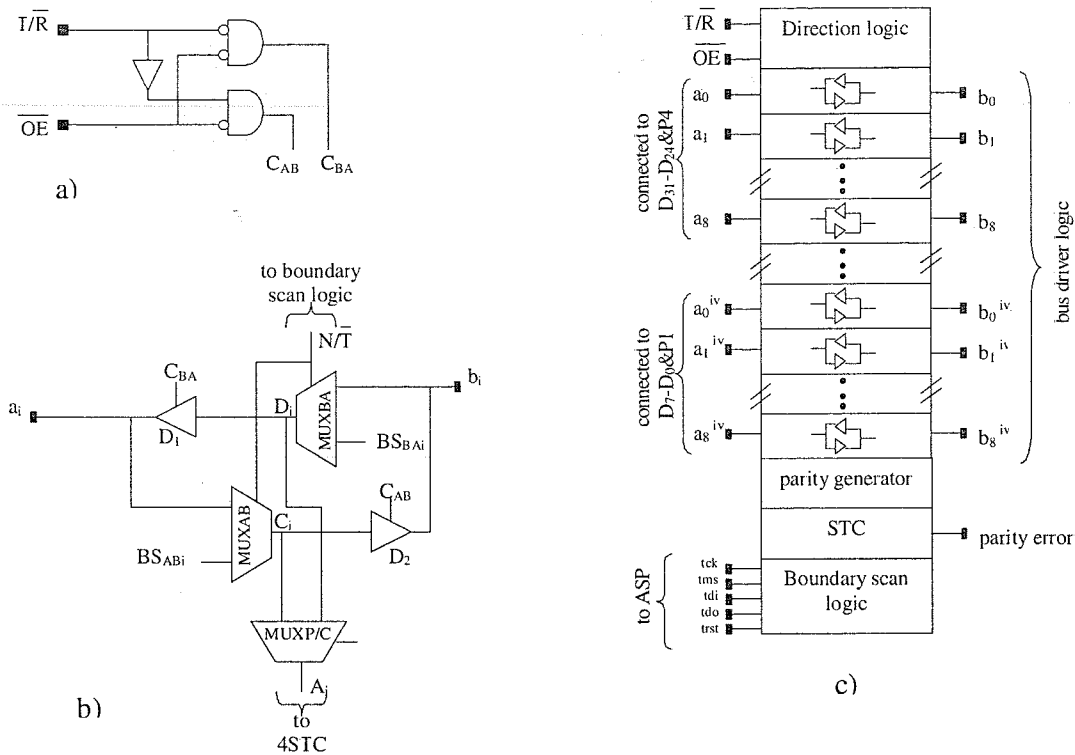 T/R̅
O̅E̅
C_AB
C_BA
a)
to boundary
scan logic
N/T̅
C_BA
a_i
D_1
D_i
MUXBA
b_i
BS_BAi
MUXAB
C_i
C_AB
D_2
BS_ABi
MUXP/C
A_i
to
4STC
b)
T/R̅
O̅E̅
Direction logic
connected to
D_31-D_24&P4
a_0
b_0
a_1
b_1
a_8
b_8
connected to
D_7-D_0&P1
a_0^iv
b_0^iv
a_1^iv
b_1^iv
a_8^iv
b_8^iv
bus driver logic
parity generator
STC
parity error
to ASP
tck
tms
tdi
tdo
trst
Boundary scan
logic
c)